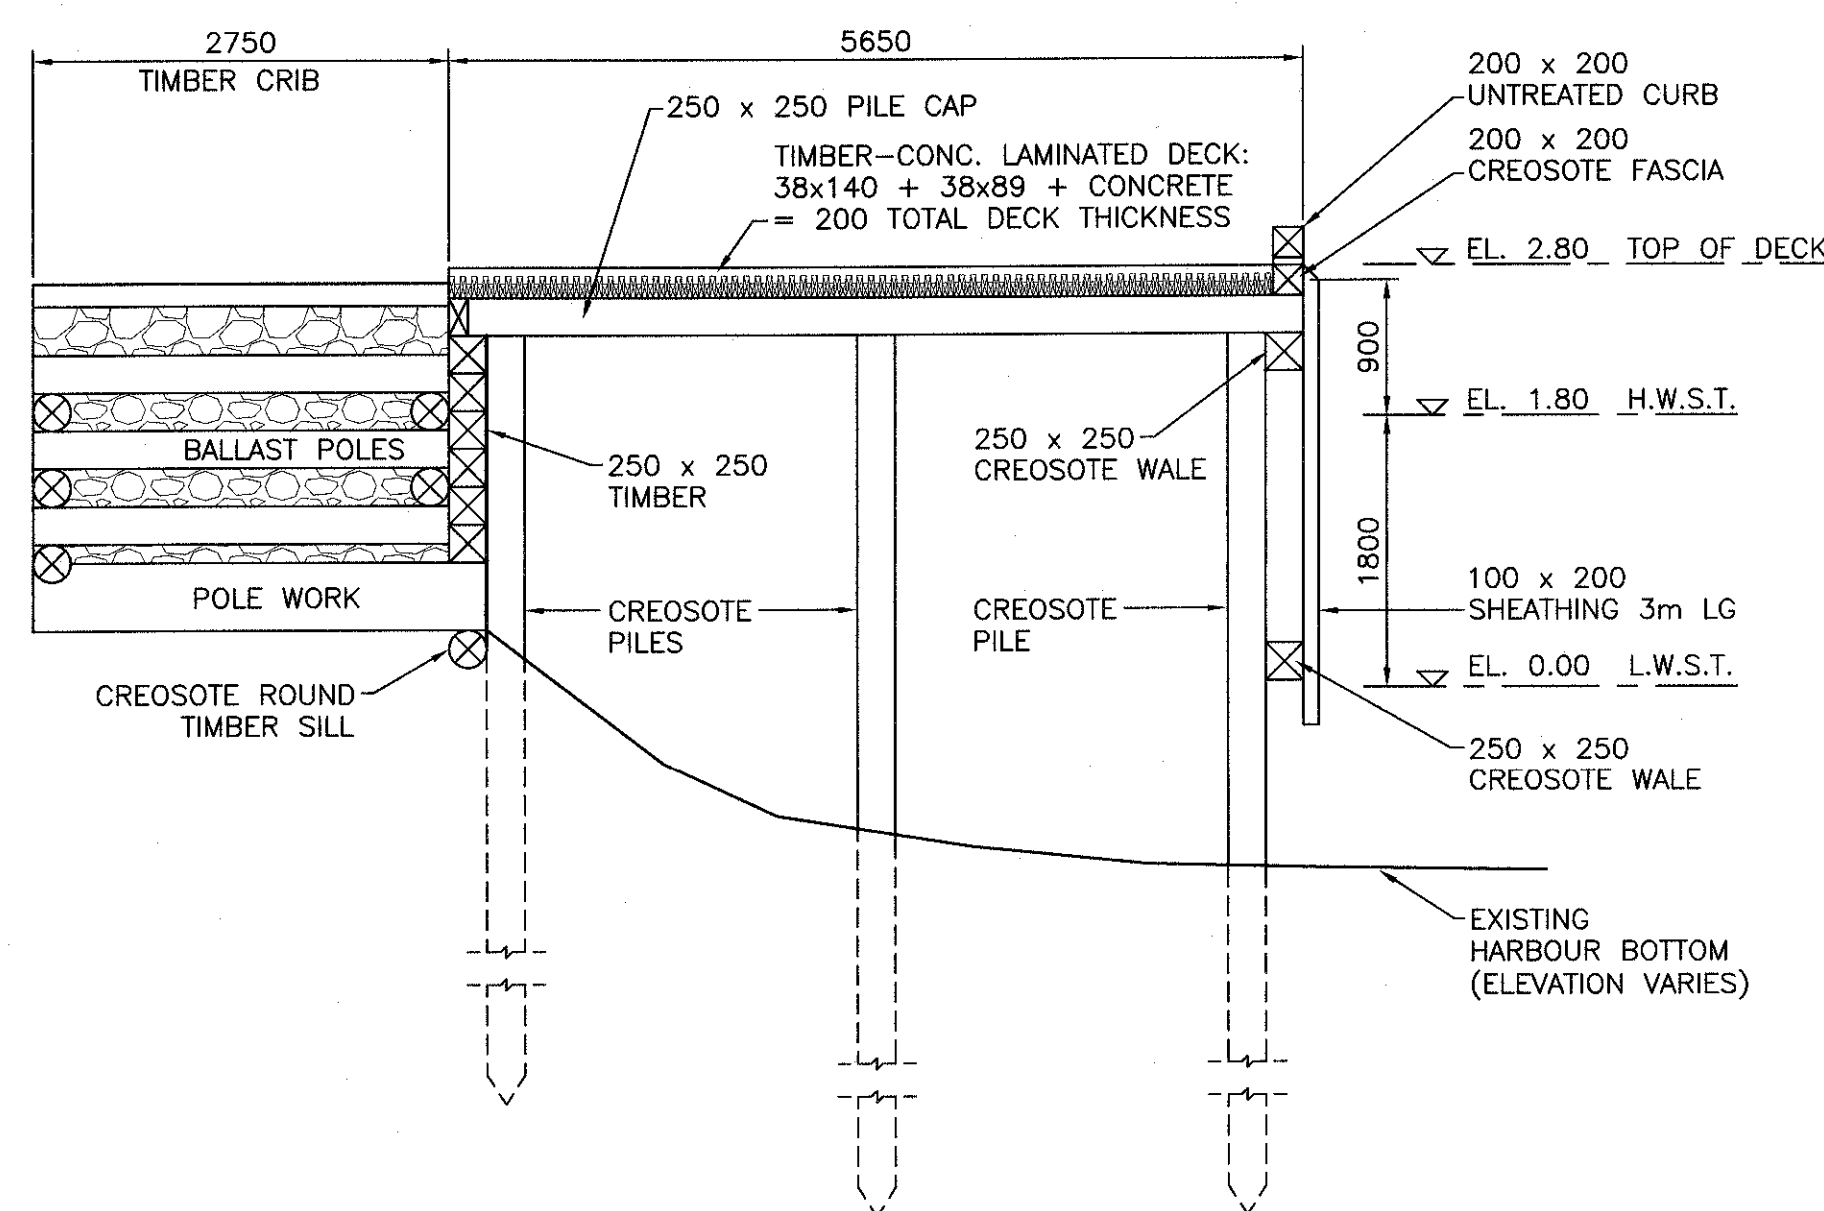 2750
TIMBER CRIB
5650
200 x 200
UNTREATED CURB
250 x 250 PILE CAP
200 x 200
CREOSOTE FASCIA
TIMBER-CONC. LAMINATED DECK:
38x140 + 38x89 + CONCRETE
= 200 TOTAL DECK THICKNESS
EL. 2.80 TOP OF DECK
900
EL. 1.80 H.W.S.T.
BALLAST POLES
250 x 250
TIMBER
250 x 250
CREOSOTE WALE
1800
POLE WORK
CREOSOTE
PILES
CREOSOTE
PILE
100 x 200
SHEATHING 3m LG
EL. 0.00 L.W.S.T.
CREOSOTE ROUND
TIMBER SILL
250 x 250
CREOSOTE WALE
EXISTING
HARBOUR BOTTOM
(ELEVATION VARIES)